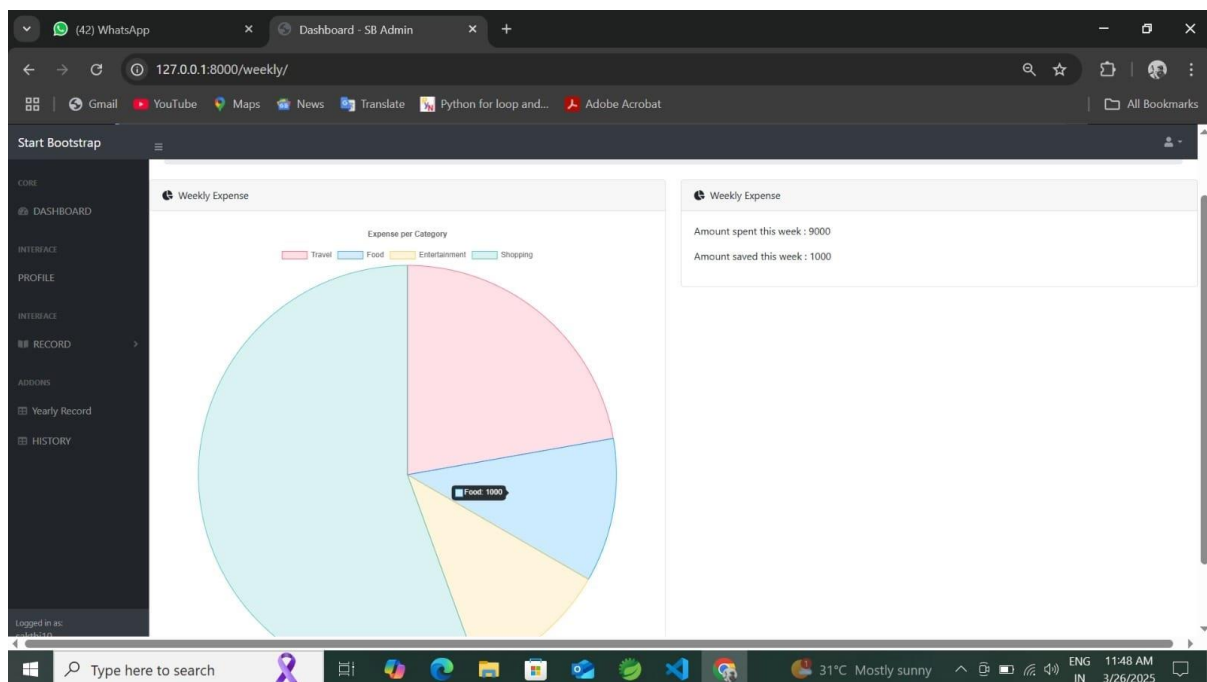 (42) WhatsApp
Dashboard - SB Admin
127.0.0.1:8000/weekly/
Gmail YouTube Maps News Translate Python for loop and... Adobe Acrobat All Bookmarks
Start Bootstrap
CORE
DASHBOARD
INTERFACE
PROFILE
INTERFACE
RECORD
ADDONS
Yearly Record
HISTORY
Logged in as:
sakthi10
Weekly Expense
Expense per Category
Travel Food Entertainment Shopping
Food: 1000
Weekly Expense
Amount spent this week : 9000
Amount saved this week : 1000
Type here to search
31°C Mostly sunny
ENG
IN
11:48 AM
3/26/2025